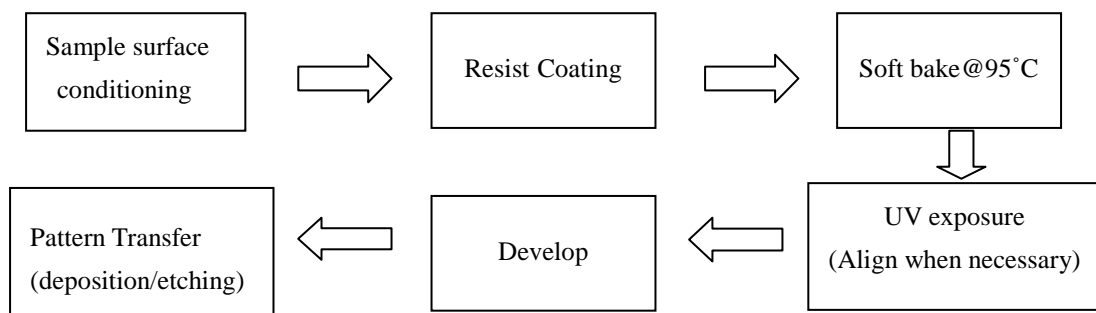 Sample surface
conditioning
Resist Coating
Soft bake@95˚C
UV exposure
(Align when necessary)
Develop
Pattern Transfer
(deposition/etching)